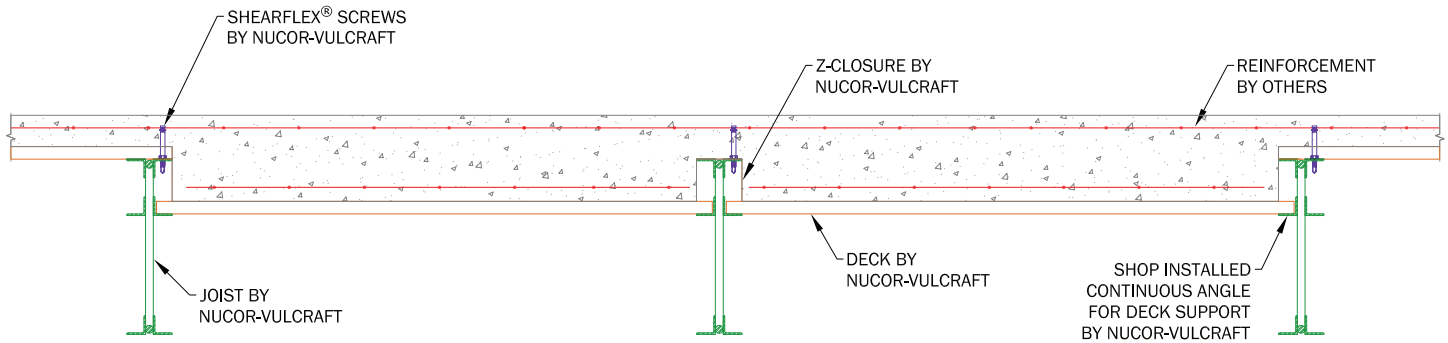 SHEARFLEX® SCREWS
BY NUCOR-VULCRAFT
Z-CLOSURE BY
NUCOR-VULCRAFT
REINFORCEMENT
BY OTHERS
JOIST BY
NUCOR-VULCRAFT
DECK BY
NUCOR-VULCRAFT
SHOP INSTALLED
CONTINUOUS ANGLE
FOR DECK SUPPORT
BY NUCOR-VULCRAFT